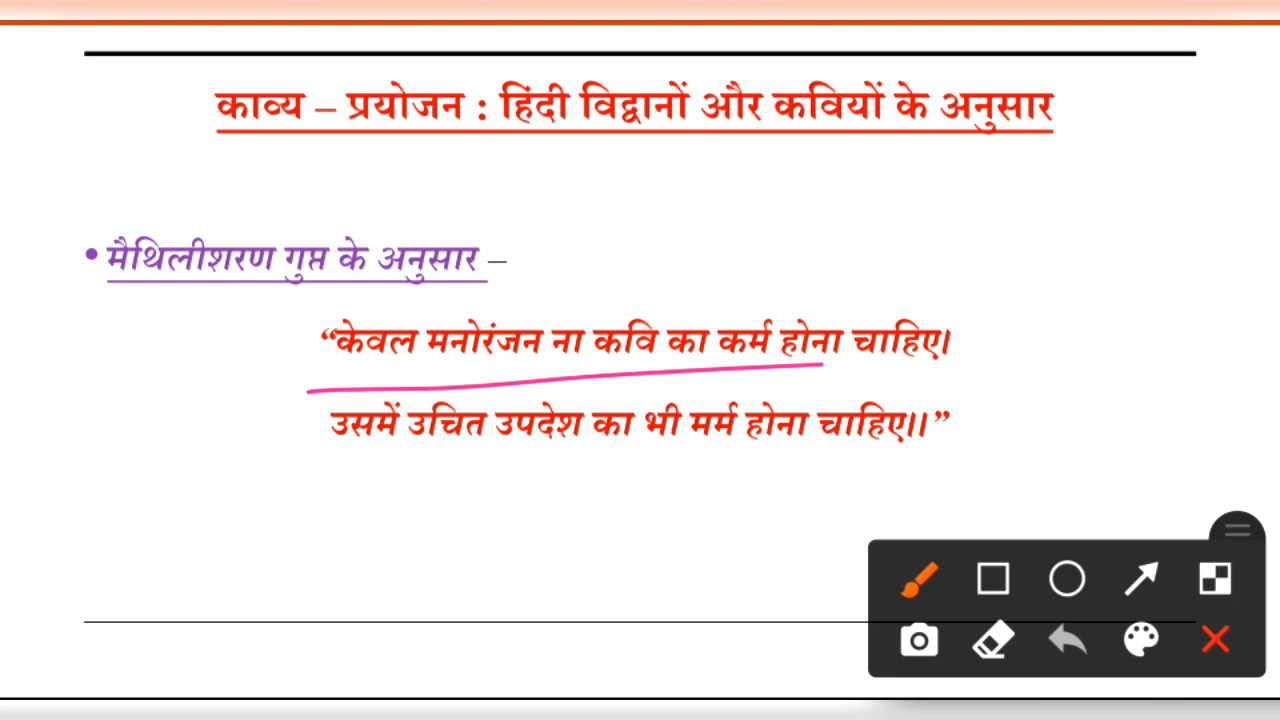 काव्य – प्रयोजन : हिंदी विद्वानों और कवियों के अनुसार
• मैथिलीशरण गुप्त के अनुसार –
“केवल मनोरंजन ना कवि का कर्म होना चाहिए।
उसमें उचित उपदेश का भी मर्म होना चाहिए।।”